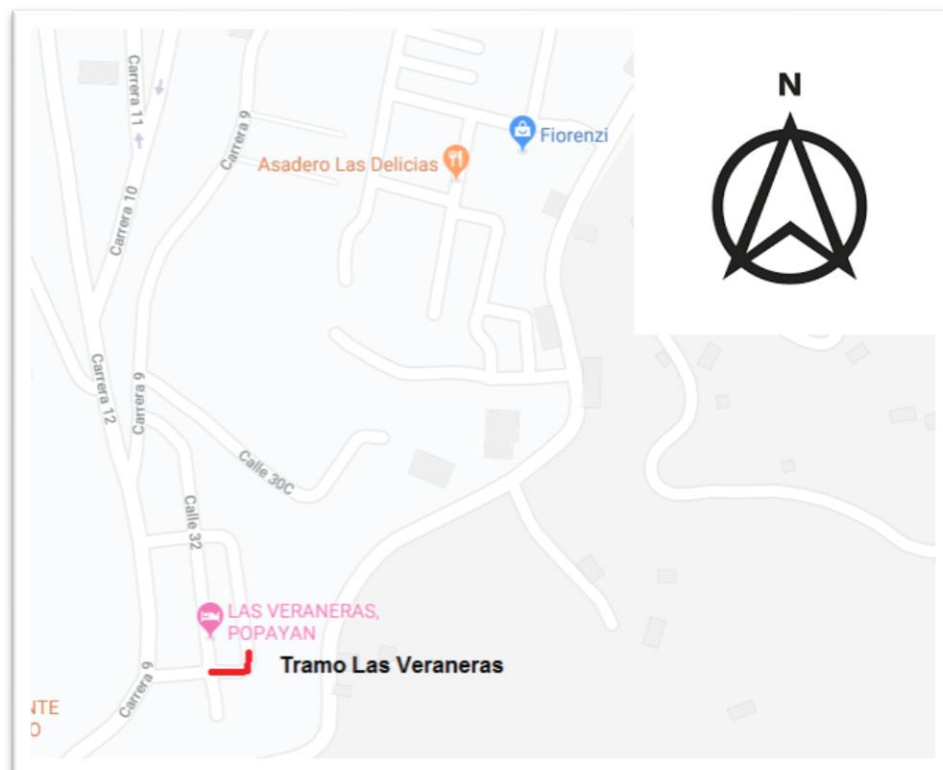 N
Carrera 11
Carrera 9
Fiorenzi
Asadero Las Delicias
Carrera 10
Carrera 12
Carrera 9
Calle 30C
Calle 32
LAS VERANERAS,
POPAYAN
Tramo Las Veraneras
Carrera 9
NTE
O